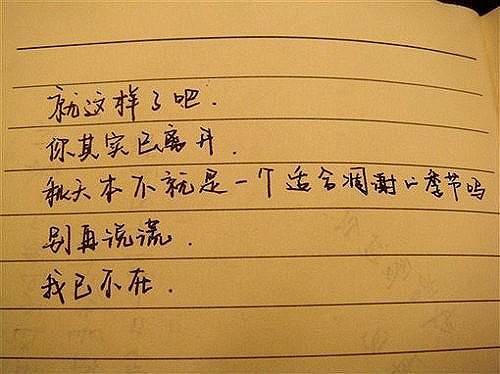 就这样了吧.
你其实已离开.
秋天本不就是一个适合凋谢的季节吗
别再说谎.
我已不在.